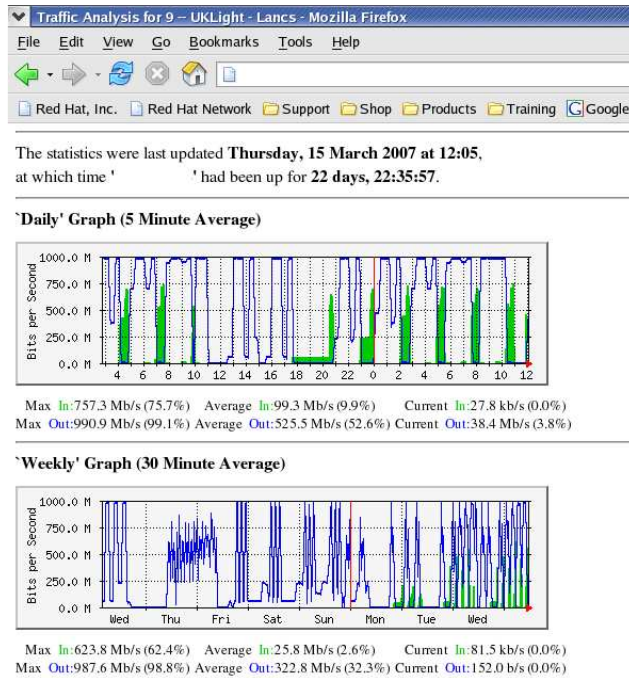 Traffic Analysis for 9 -- UKLight - Lancs - Mozilla Firefox
File Edit View Go Bookmarks Tools Help
Red Hat, Inc. Red Hat Network Support Shop Products Training G Google
The statistics were last updated Thursday, 15 March 2007 at 12:05,
at which time ' ' had been up for 22 days, 22:35:57.
`Daily' Graph (5 Minute Average)
Bits per Second
1000.0 M
750.0 M
500.0 M
250.0 M
0.0 M
4 6 8 10 12 14 16 18 20 22 0 2 4 6 8 10 12
Max In:757.3 Mb/s (75.7%) Average In:99.3 Mb/s (9.9%) Current In:27.8 kb/s (0.0%)
Max Out:990.9 Mb/s (99.1%) Average Out:525.5 Mb/s (52.6%) Current Out:38.4 Mb/s (3.8%)
`Weekly' Graph (30 Minute Average)
Bits per Second
1000.0 M
750.0 M
500.0 M
250.0 M
0.0 M
Wed Thu Fri Sat Sun Mon Tue Wed
Max In:623.8 Mb/s (62.4%) Average In:25.8 Mb/s (2.6%) Current In:81.5 kb/s (0.0%)
Max Out:987.6 Mb/s (98.8%) Average Out:322.8 Mb/s (32.3%) Current Out:152.0 b/s (0.0%)